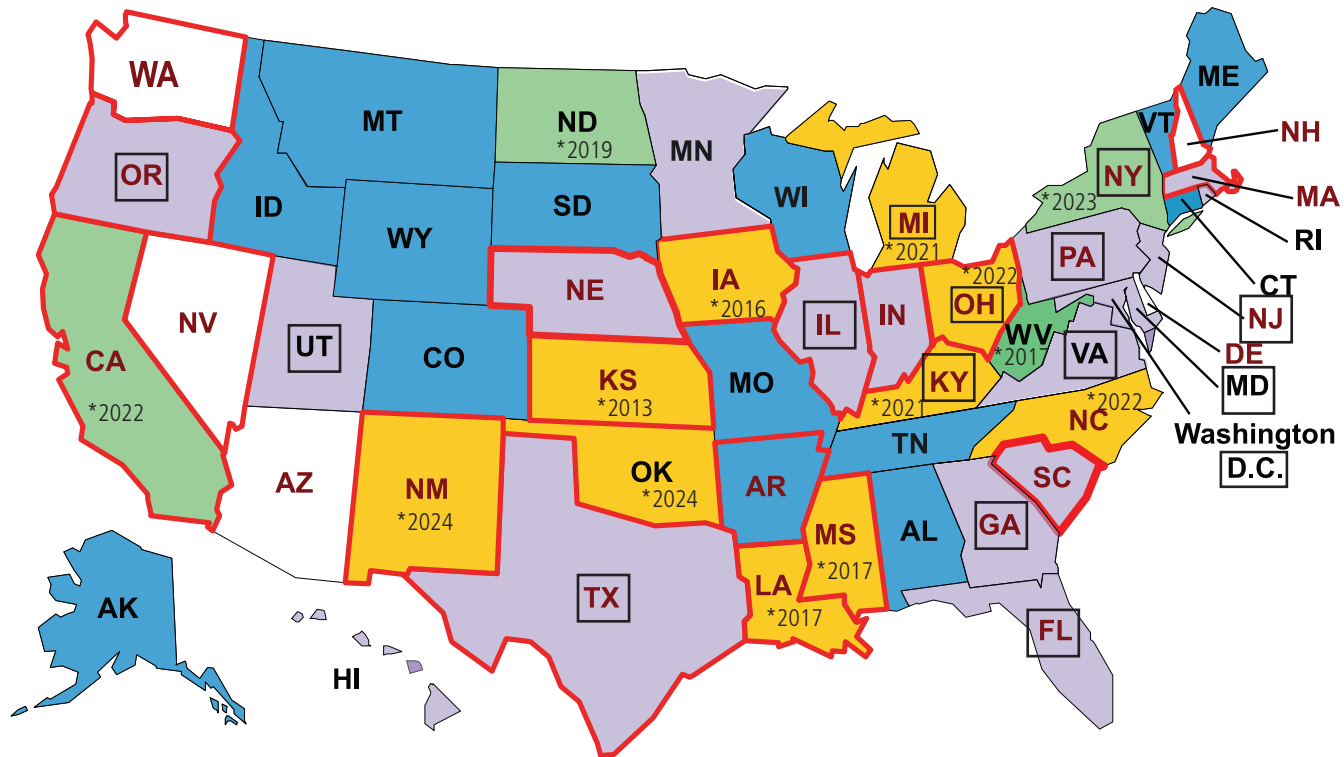 WA
ME
MT
ND
*2019
VT
NH
MN
OR
NY
MA
ID
SD
WI
*2023
WY
MI
*2021
RI
PA
IA
*2016
*2022
CT
NE
OH
NJ
NV
IL
IN
UT
WV
*2017
DE
CA
CO
VA
MD
*2022
KS
*2013
MO
KY
*2021
*2022
NC
Washington
D.C.
TN
AZ
NM
*2024
OK
*2024
AR
SC
MS
*2017
AL
GA
AK
TX
LA
*2017
FL
HI